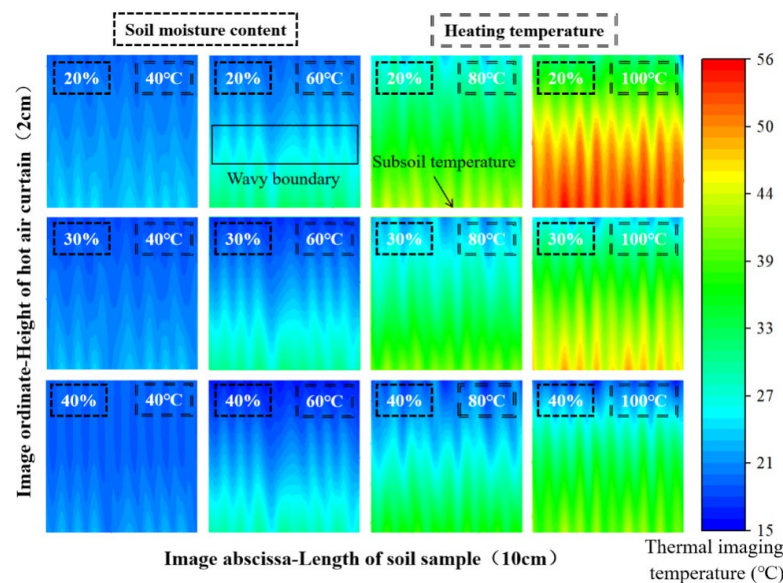 Soil moisture content
Heating temperature
20% 40℃ 20% 60℃ 20% 80℃ 20% 100℃
Wavy boundary
Subsoil temperature
30% 40℃ 30% 60℃ 30% 80℃ 30% 100℃
40% 40℃ 40% 60℃ 40% 80℃ 40% 100℃
Image ordinate-Height of hot air curtain（2cm）
Image abscissa-Length of soil sample（10cm）
56
50
44
39
33
27
21
15
Thermal imaging
temperature (℃)